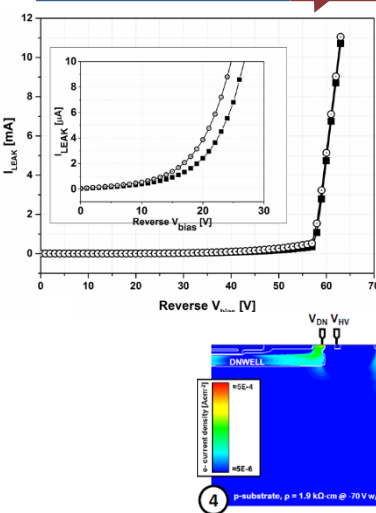 12
10
8
6
4
2
0
I_LEAK [mA]
10
8
6
4
2
0
I_LEAK [µA]
0 10 20 30
Reverse V_bias [V]
0 10 20 30 40 50 60 70
Reverse V_bias [V]
V_DN V_HV
DNWELL
e- current density [Acm⁻²]
≈5E-4
≈5E-6
4
p-substrate, ρ = 1.9 kΩ·cm @ -70 V w/